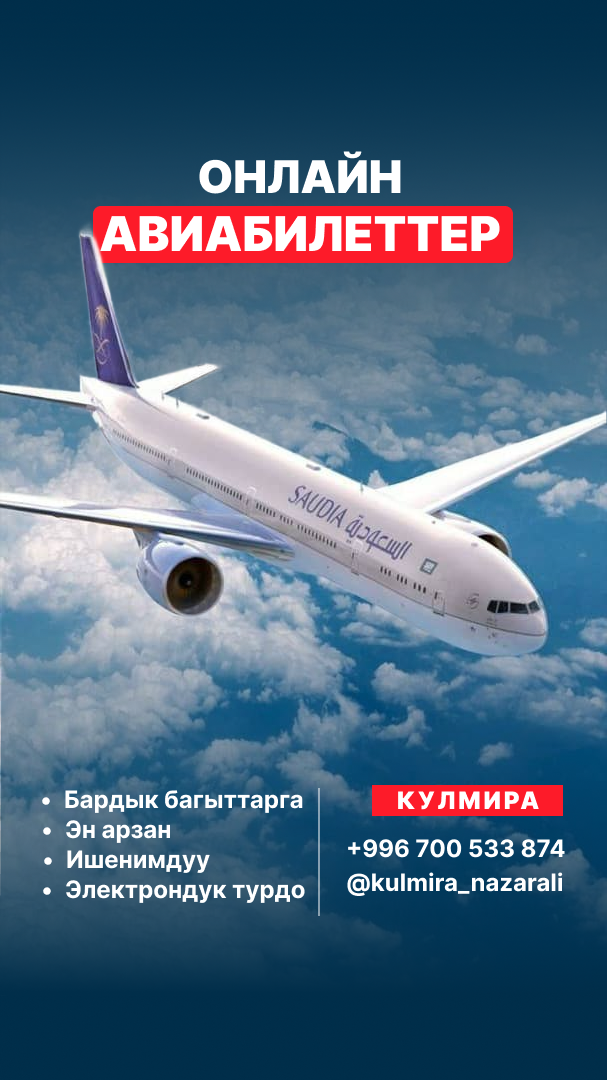 ОНЛАЙН
АВИАБИЛЕТТЕР
SAUDIA السعودية
• Бардык багыттарга
• Эн арзан
• Ишенимдуу
• Электрондук турдо
КУЛМИРА
+996 700 533 874
@kulmira_nazarali